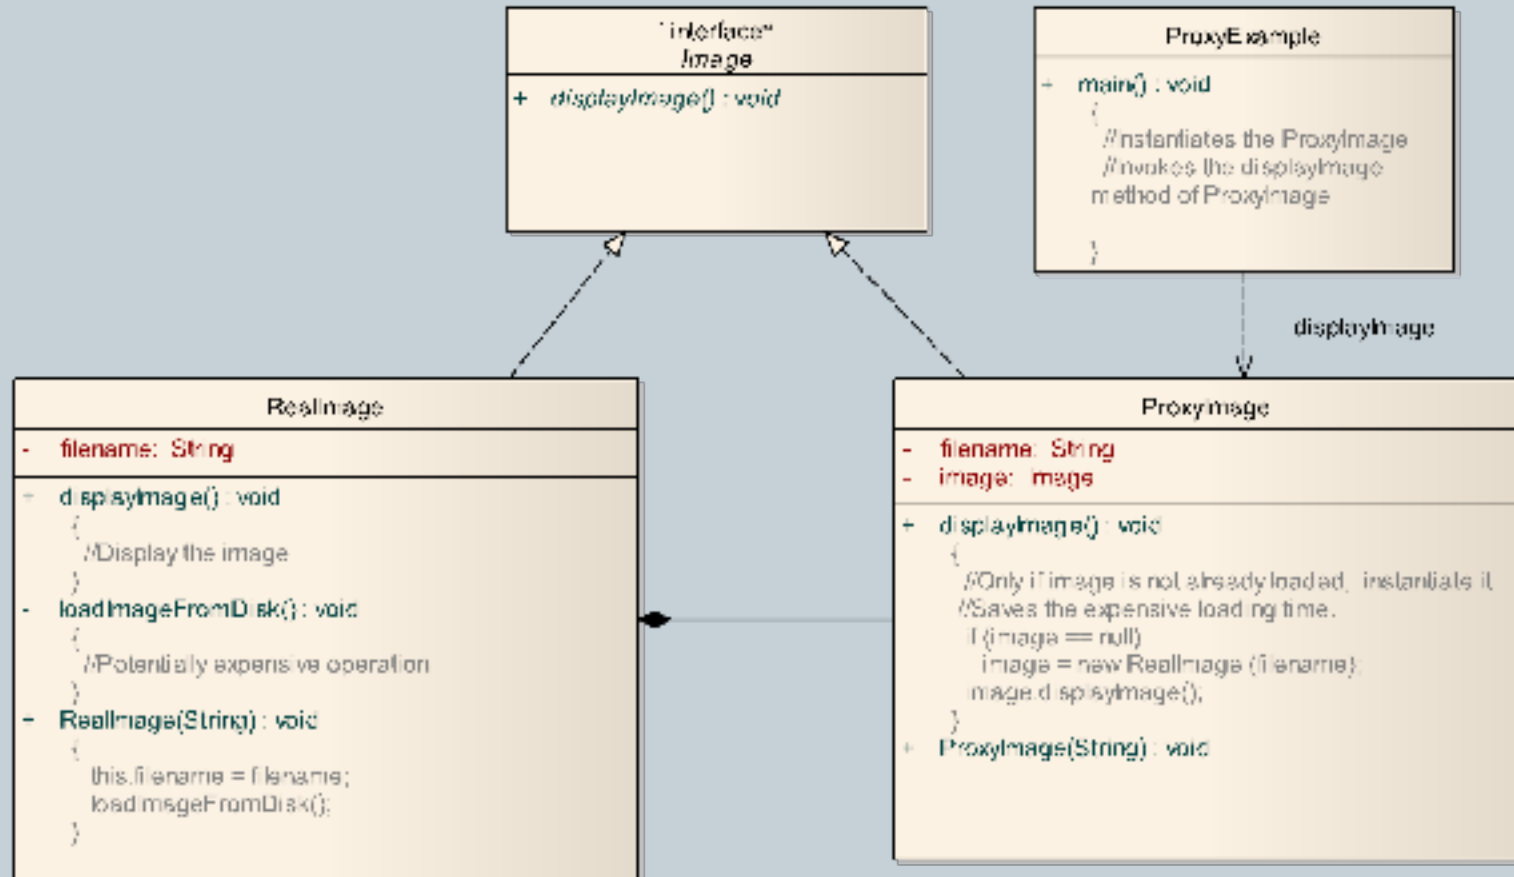 "interface"
Image
+ displayImage() : void
ProxyExample
+ main() : void
{
//Instantiates the ProxyImage
//Invokes the displayImage
method of ProxyImage
}
displayImage
RealImage
- filename: String
+ displayImage() : void
{
//Display the image
}
- loadImageFromDisk() : void
{
//Potentially expensive operation
}
+ RealImage(String) : void
{
this.filename = filename;
loadImageFromDisk();
}
ProxyImage
- filename: String
- image: Image
+ displayImage() : void
{
//Only if image is not already loaded, instantiate it
//Saves the expensive loading time.
if (image == null)
image = new RealImage (filename);
image.displayImage();
}
+ ProxyImage(String) : void